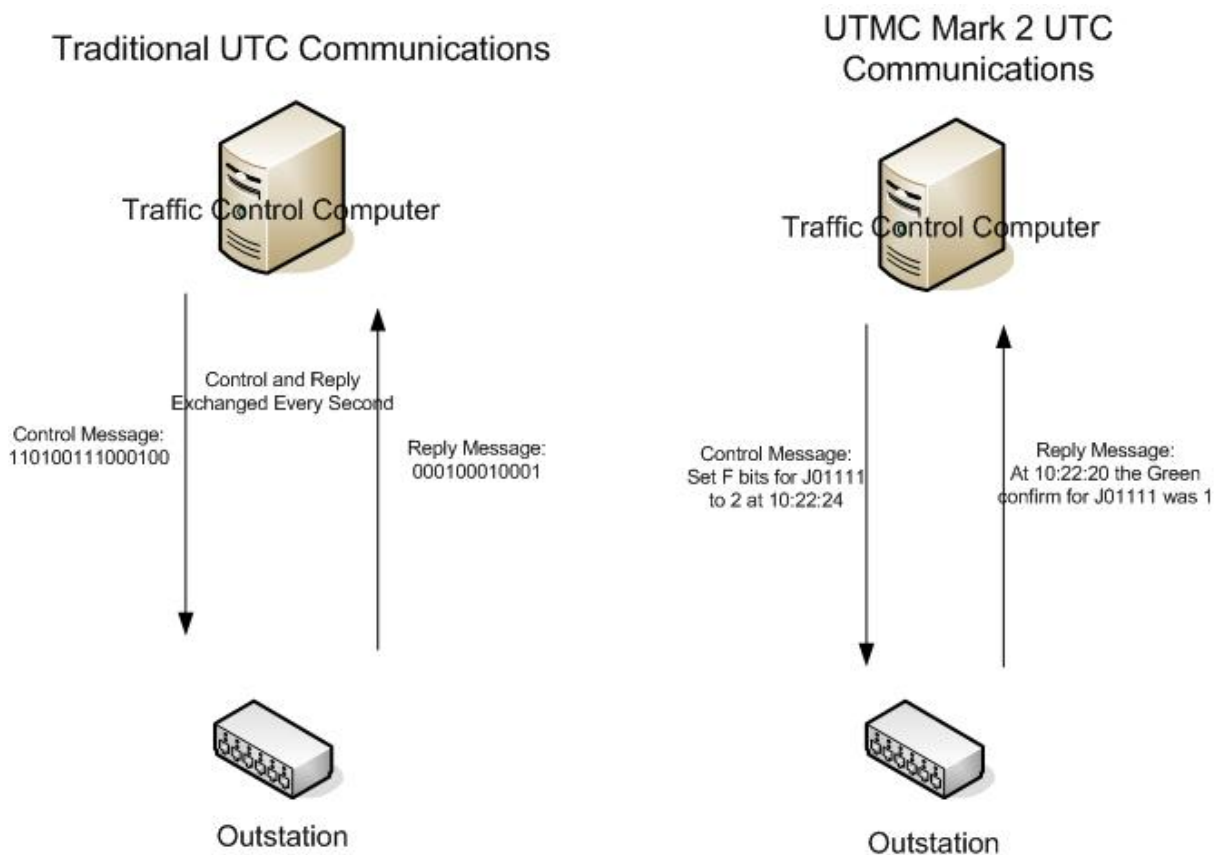 Traditional UTC Communications
Traffic Control Computer
Control and Reply
Exchanged Every Second
Control Message:
110100111000100
Reply Message:
000100010001
Outstation
UTMC Mark 2 UTC
Communications
Traffic Control Computer
Control Message:
Set F bits for J01111
to 2 at 10:22:24
Reply Message:
At 10:22:20 the Green
confirm for J01111 was 1
Outstation